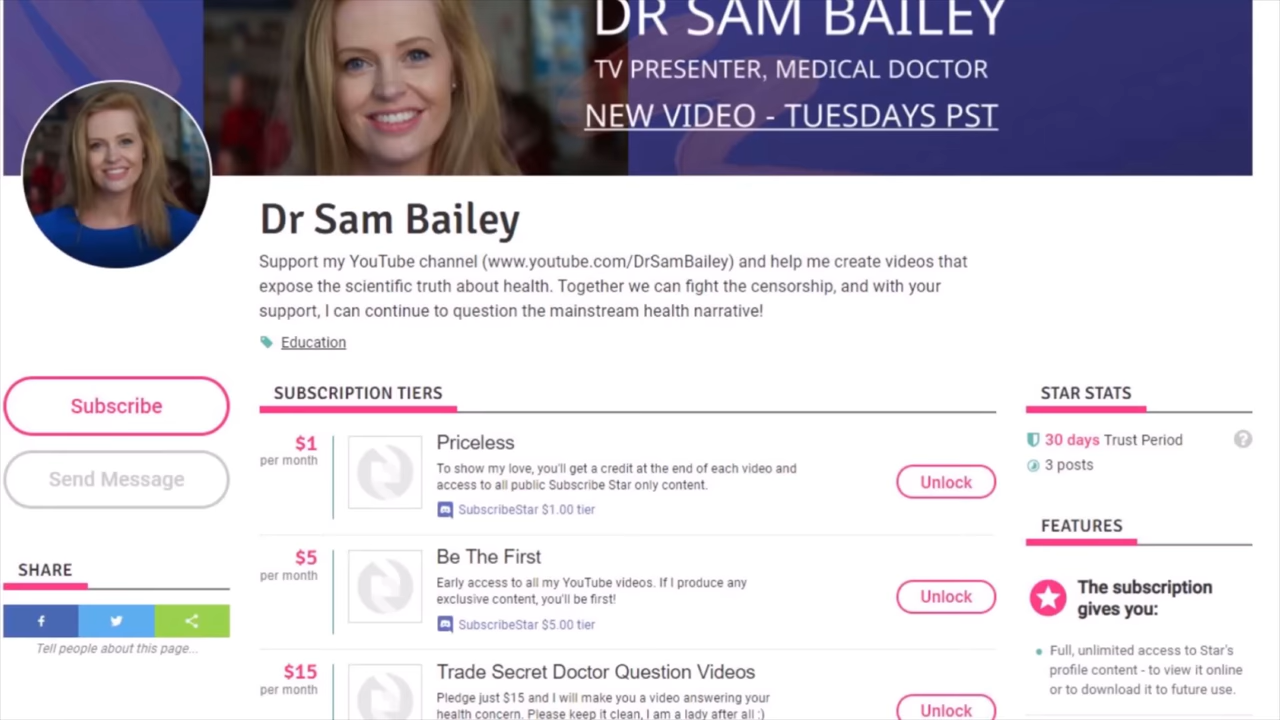 DR SAM BAILEY
TV PRESENTER, MEDICAL DOCTOR
NEW VIDEO - TUESDAYS PST
Dr Sam Bailey
Support my YouTube channel (www.youtube.com/DrSamBailey) and help me create videos that
expose the scientific truth about health. Together we can fight the censorship, and with your
support, I can continue to question the mainstream health narrative!
Education
Subscribe
Send Message
SHARE
Tell people about this page...
SUBSCRIPTION TIERS
$1
per month
Priceless
To show my love, you'll get a credit at the end of each video and
access to all public Subscribe Star only content.
SubscribeStar $1.00 tier
Unlock
$5
per month
Be The First
Early access to all my YouTube videos. If I produce any
exclusive content, you'll be first!
SubscribeStar $5.00 tier
Unlock
$15
per month
Trade Secret Doctor Question Videos
Pledge just $15 and I will make you a video answering your
health concern. Please keep it clean, I am a lady after all :)
Unlock
STAR STATS
30 days Trust Period
?
3 posts
FEATURES
The subscription
gives you:
Full, unlimited access to Star's
profile content - to view it online
or to download it to future use.